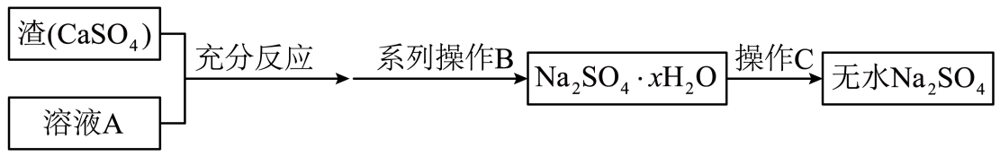 渣(CaSO₄)
充分反应
系列操作B
Na₂SO₄·xH₂O
操作C
无水Na₂SO₄
溶液A